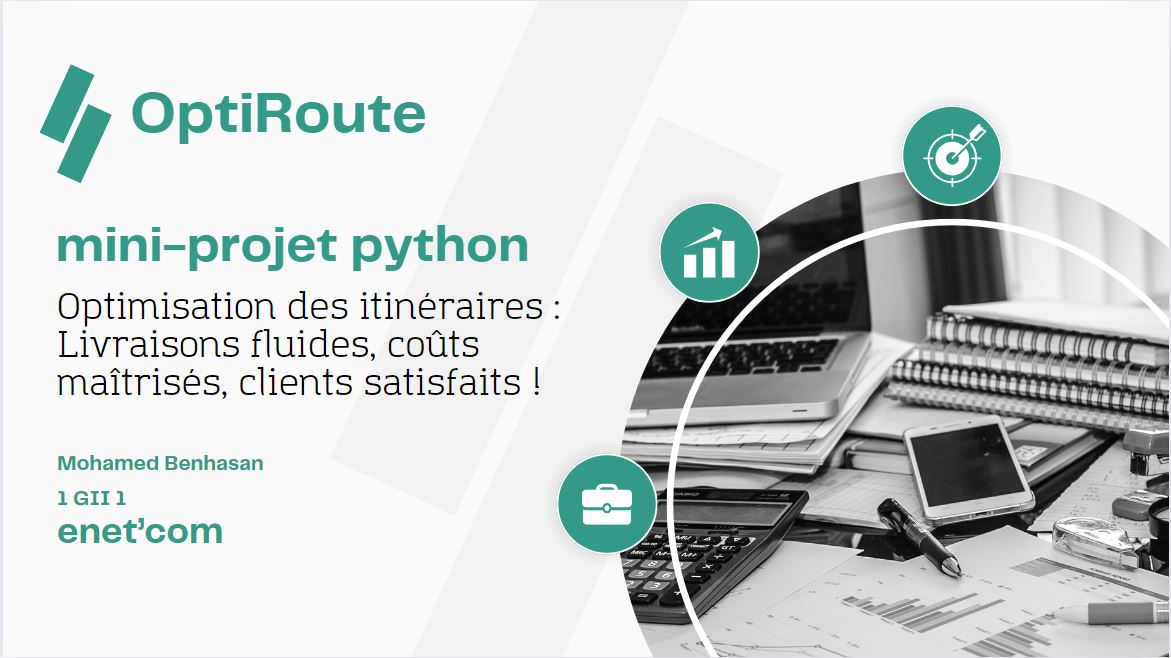 OptiRoute
mini-projet python
Optimisation des itinéraires :
Livraisons fluides, coûts
maîtrisés, clients satisfaits !
Mohamed Benhasan
1 GII 1
enet’com
CASIO